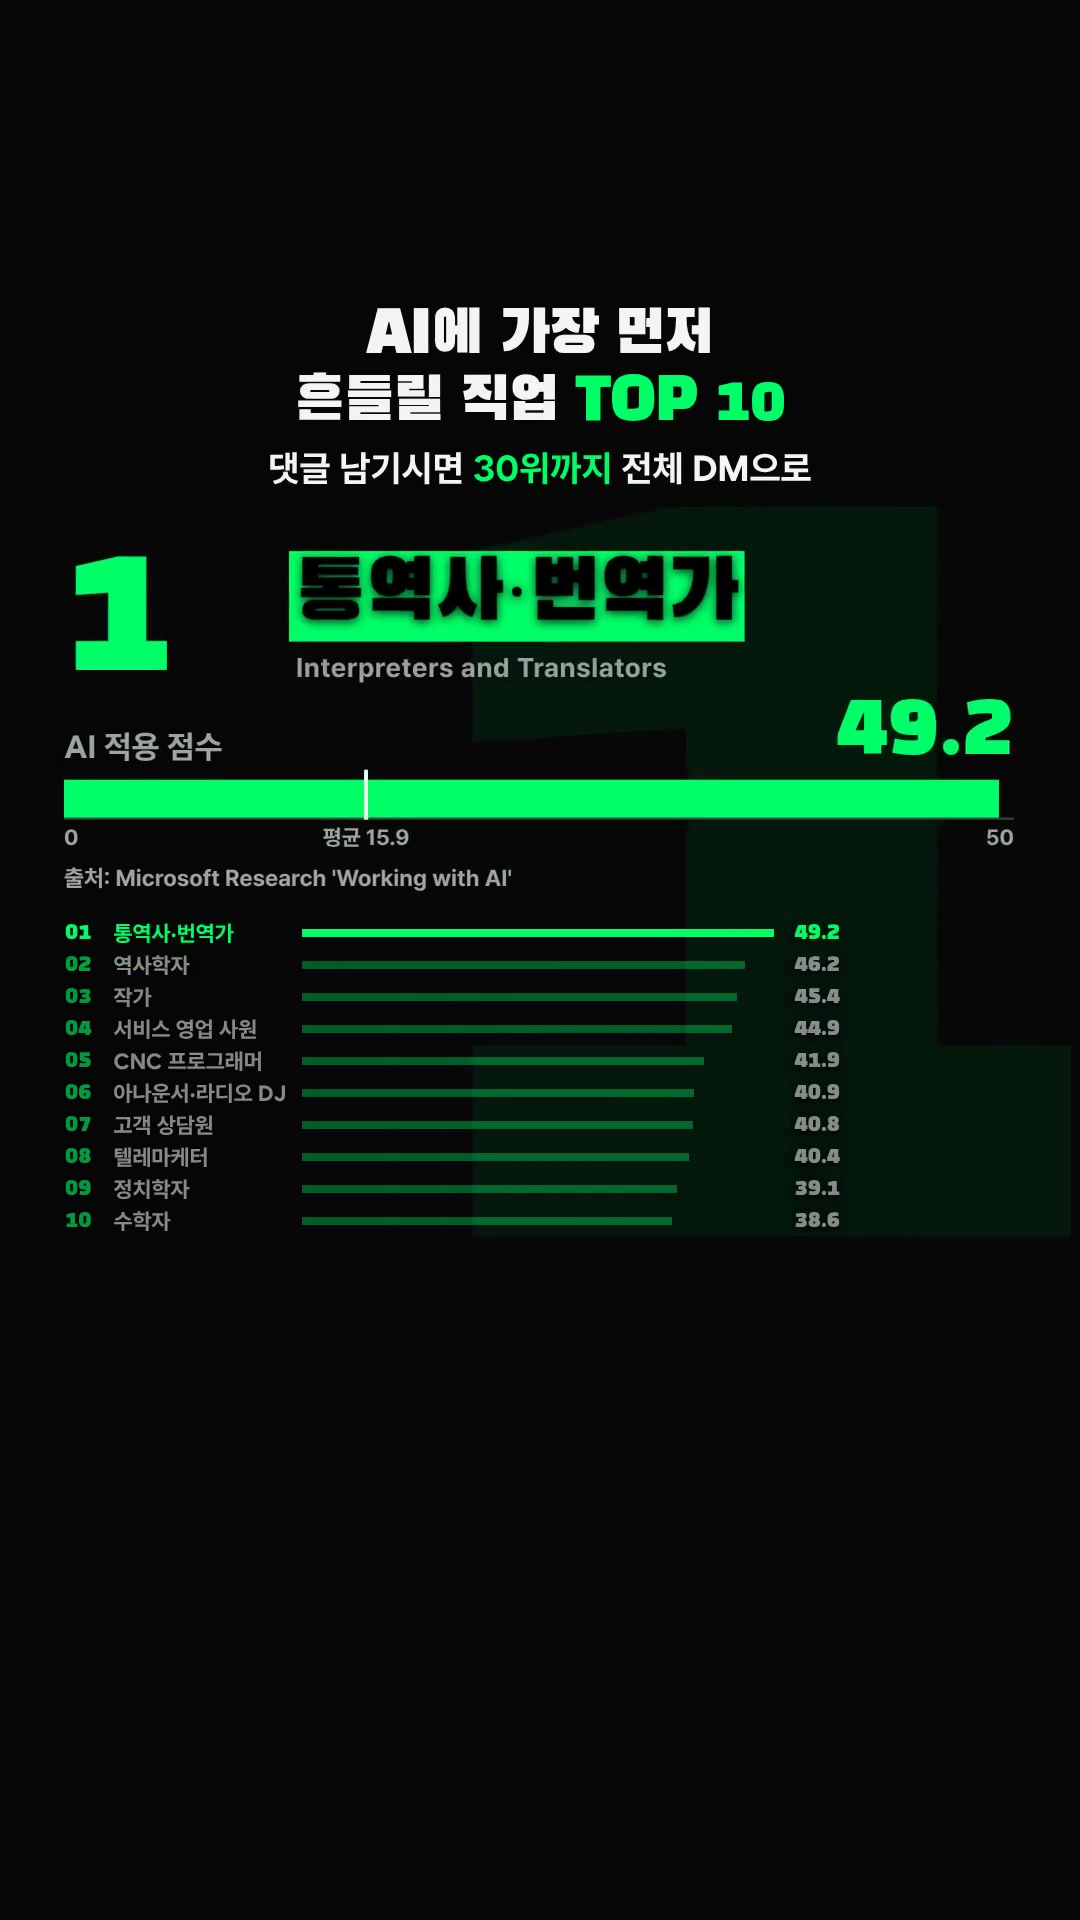 AI에 가장 먼저
흔들릴 직업 TOP 10
댓글 남기시면 30위까지 전체 DM으로
1 통역사·번역가
Interpreters and Translators
AI 적용 점수 49.2
0 평균 15.9 50
출처: Microsoft Research 'Working with AI'
01 통역사·번역가 49.2
02 역사학자 46.2
03 작가 45.4
04 서비스 영업 사원 44.9
05 CNC 프로그래머 41.9
06 아나운서·라디오 DJ 40.9
07 고객 상담원 40.8
08 텔레마케터 40.4
09 정치학자 39.1
10 수학자 38.6